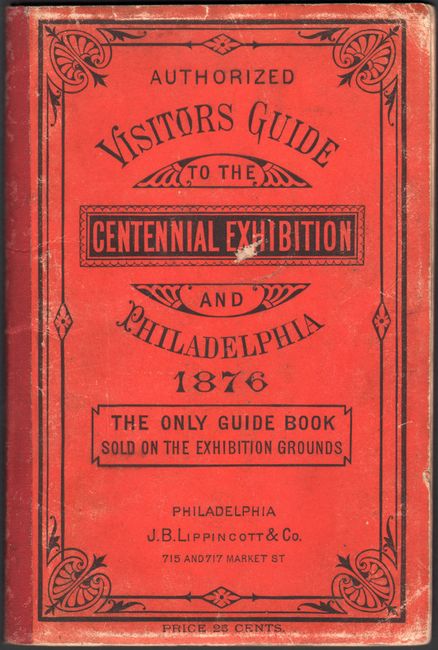 AUTHORIZED
VISITORS GUIDE
TO THE
CENTENNIAL EXHIBITION
AND
PHILADELPHIA
1876
THE ONLY GUIDE BOOK
SOLD ON THE EXHIBITION GROUNDS
PHILADELPHIA
J.B. LIPPINCOTT & CO.
715 AND 717 MARKET ST
PRICE 25 CENTS.